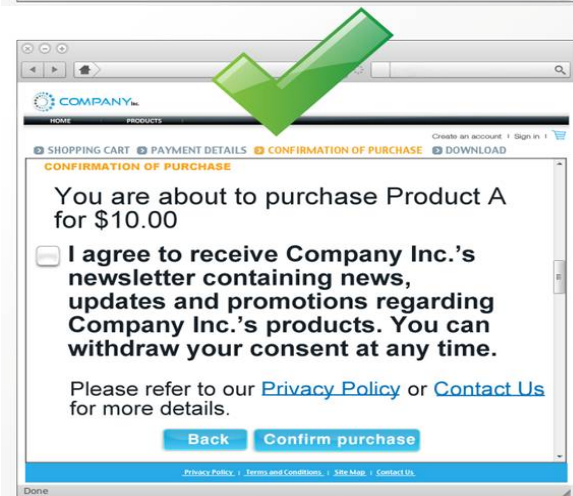 COMPANY Inc.
HOME PRODUCTS
Create an account | Sign in |
SHOPPING CART PAYMENT DETAILS CONFIRMATION OF PURCHASE DOWNLOAD
CONFIRMATION OF PURCHASE
You are about to purchase Product A
for $10.00
I agree to receive Company Inc.'s
newsletter containing news,
updates and promotions regarding
Company Inc.'s products. You can
withdraw your consent at any time.
Please refer to our Privacy Policy or Contact Us
for more details.
Back Confirm purchase
Privacy Policy | Terms and Conditions | Site Map | Contact Us
Done